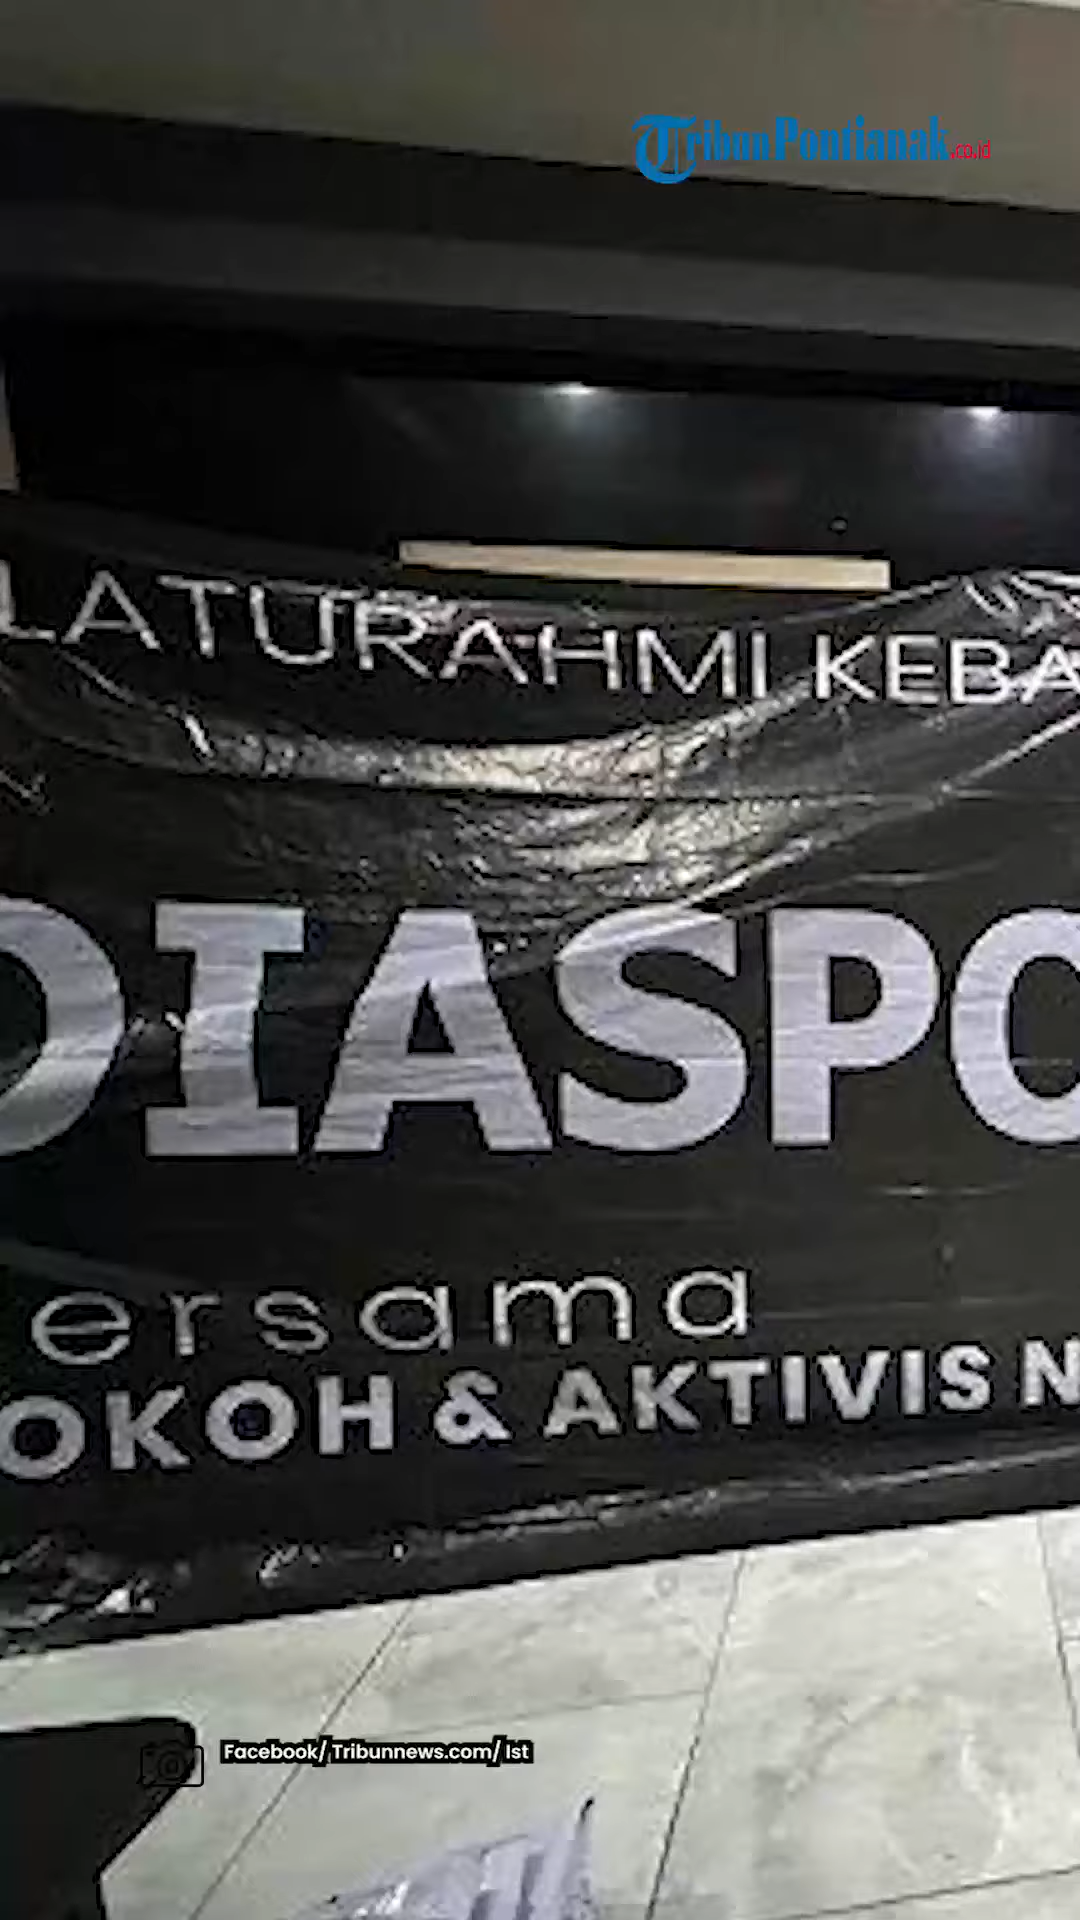 TribunPontianak.co.id
LATURAHMI KEBA
DIASPO
ersama
OKOH & AKTIVIS N
Facebook/ Tribunnews.com/ Ist